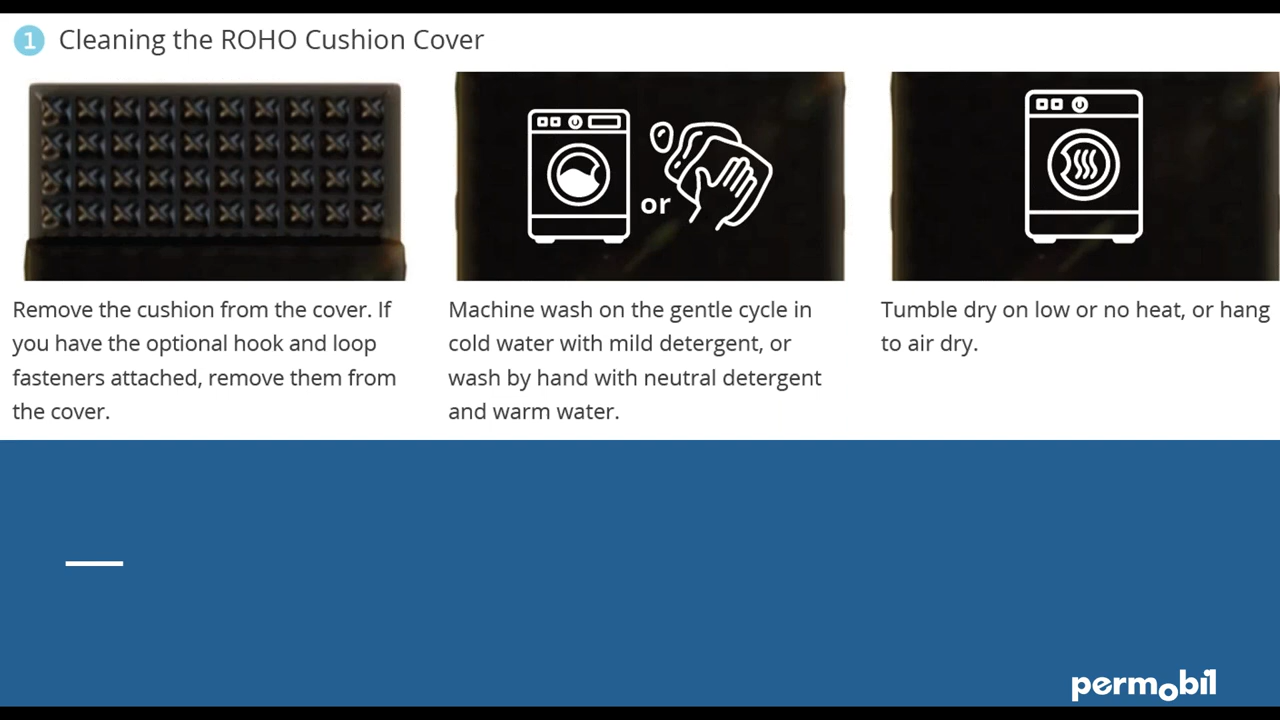 1 Cleaning the ROHO Cushion Cover
or
Remove the cushion from the cover. If
you have the optional hook and loop
fasteners attached, remove them from
the cover.
Machine wash on the gentle cycle in
cold water with mild detergent, or
wash by hand with neutral detergent
and warm water.
Tumble dry on low or no heat, or hang
to air dry.
permobil